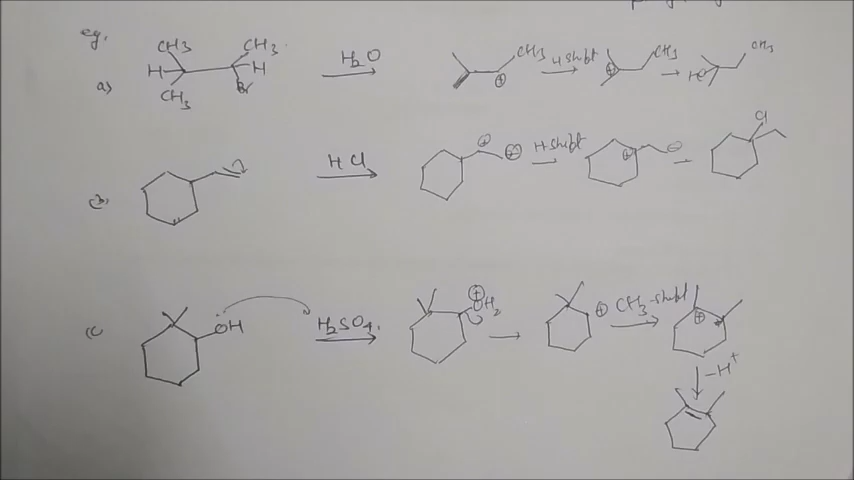 eg.
a) CH3 CH3 H H CH3 Br H2O CH3 ⊕ H shift CH3 ⊕ CH3 HO
b) HCl ⊕ ⊖ H-shift ⊕ ⊖ Cl
(c OH H2SO4. ⊕ OH2 ⊕ CH3-shift ⊕
-H+